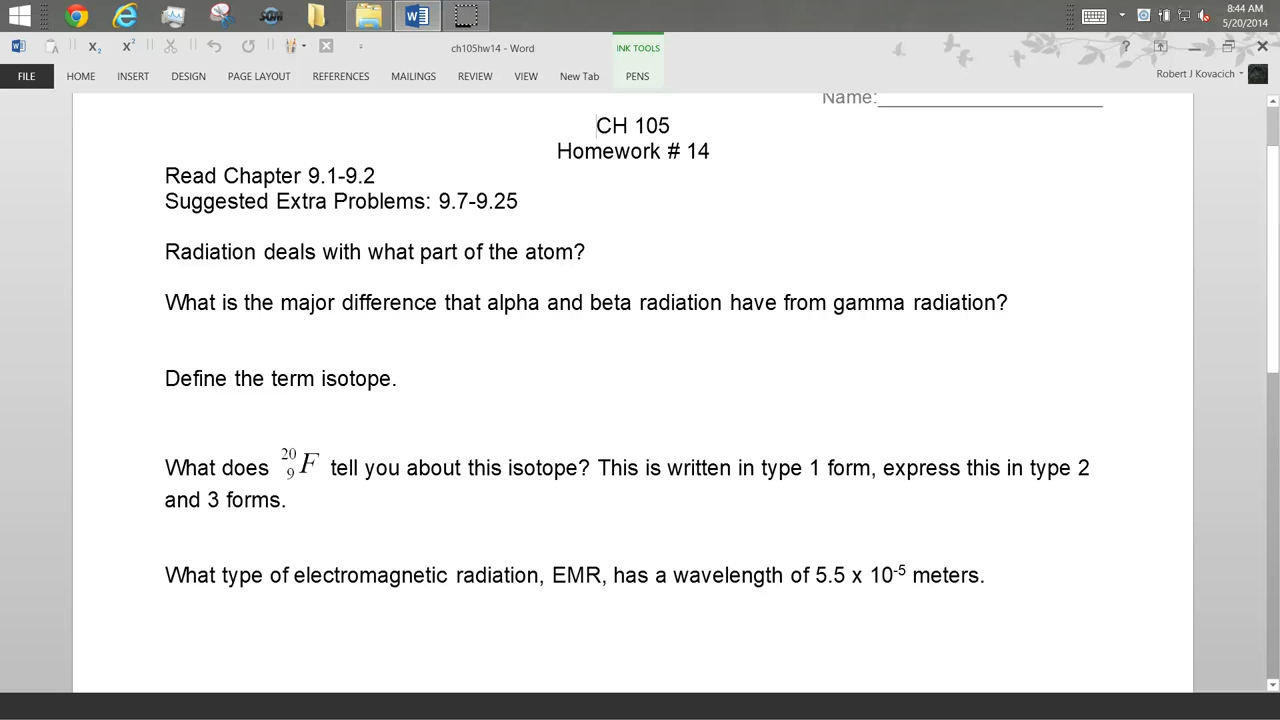 8:44 AM
5/20/2014
W
X₂ X²
ch105hw14 - Word
INK TOOLS
?
FILE HOME INSERT DESIGN PAGE LAYOUT REFERENCES MAILINGS REVIEW VIEW New Tab PENS
Robert J Kovacich
Name:____________________
CH 105
Homework # 14
Read Chapter 9.1-9.2
Suggested Extra Problems: 9.7-9.25
Radiation deals with what part of the atom?
What is the major difference that alpha and beta radiation have from gamma radiation?
Define the term isotope.
What does ²⁰₉F tell you about this isotope? This is written in type 1 form, express this in type 2
and 3 forms.
What type of electromagnetic radiation, EMR, has a wavelength of 5.5 x 10⁻⁵ meters.